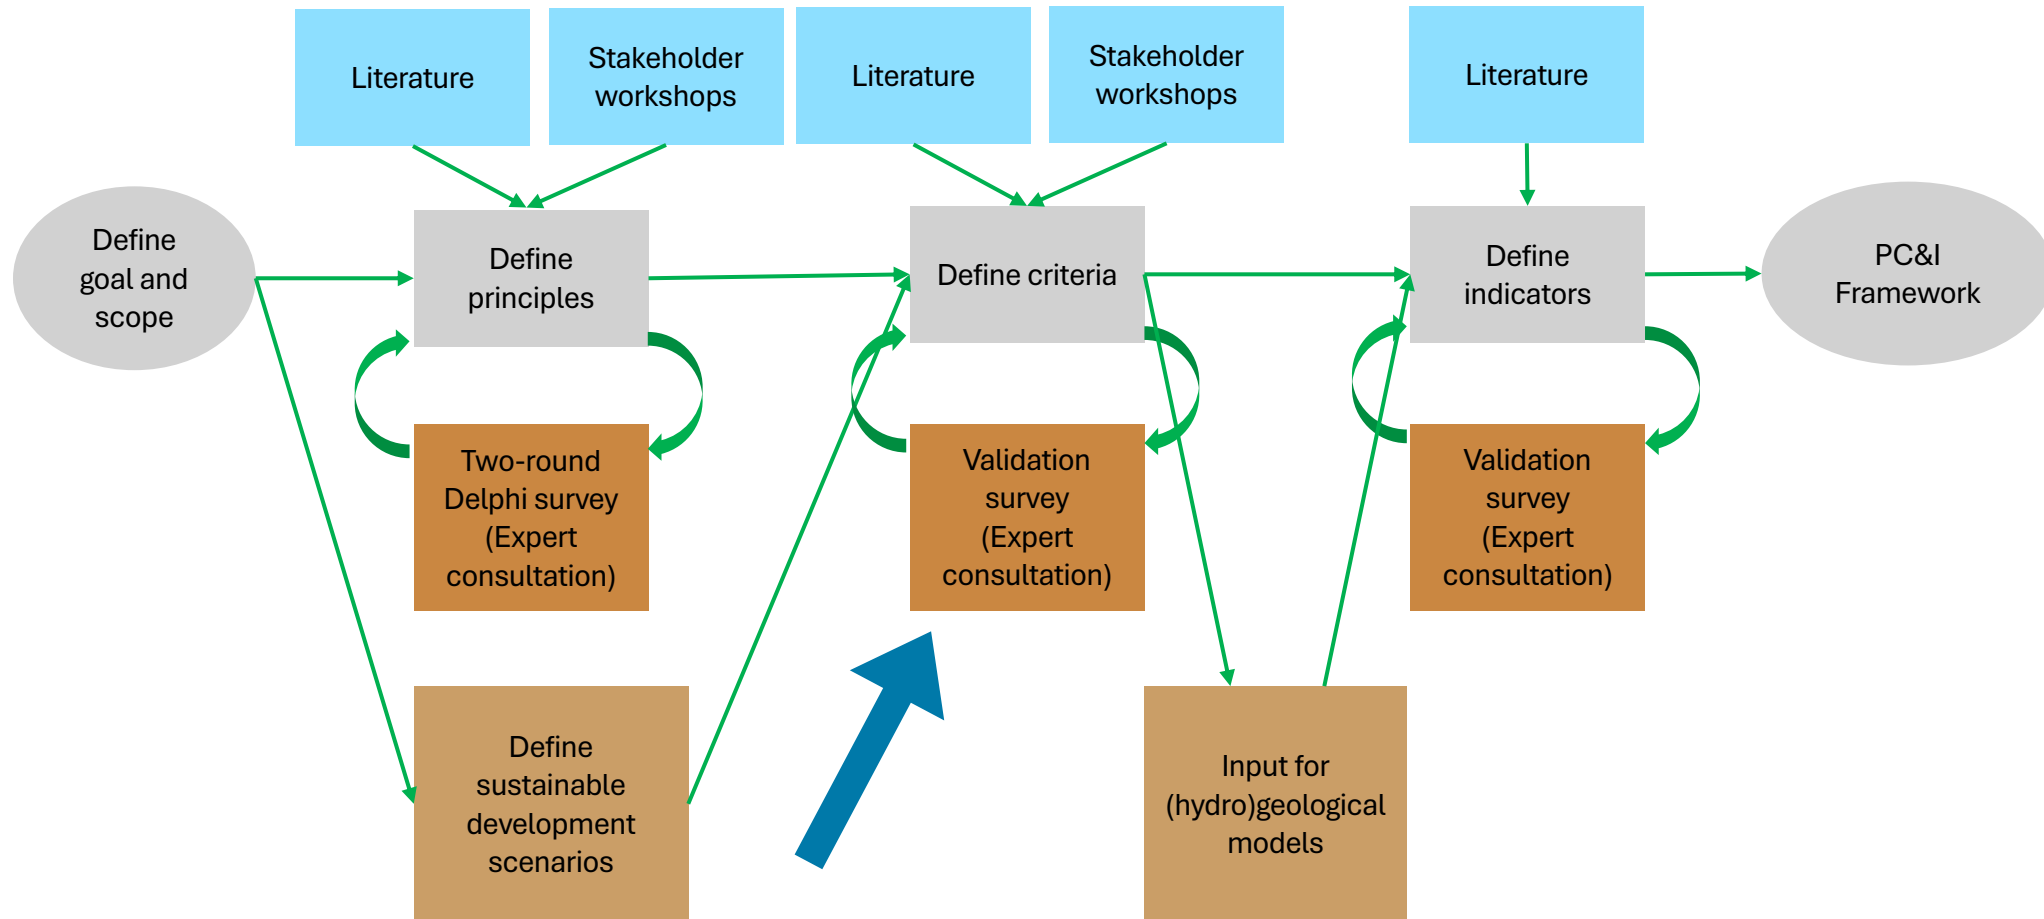 Literature
Stakeholder
workshops
Literature
Stakeholder
workshops
Literature
Define
goal and
scope
Define
principles
Define criteria
Define
indicators
PC&I
Framework
Two-round
Delphi survey
(Expert
consultation)
Validation
survey
(Expert
consultation)
Validation
survey
(Expert
consultation)
Define
sustainable
development
scenarios
Input for
(hydro)geological
models